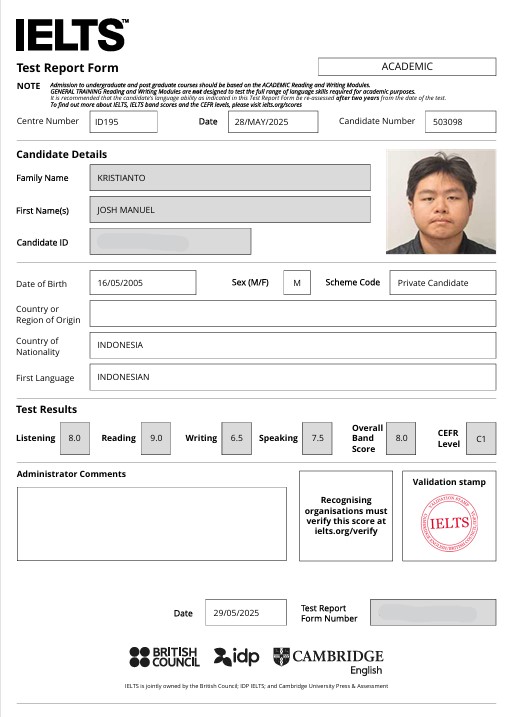 IELTS™
Test Report Form
ACADEMIC
NOTE Admission to undergraduate and post graduate courses should be based on the ACADEMIC Reading and Writing Modules.
GENERAL TRAINING Reading and Writing Modules are not designed to test the full range of language skills required for academic purposes.
It is recommended that the candidate's language ability as indicated in this Test Report Form be re-assessed after two years from the date of the test.
To find out more about IELTS, IELTS band scores and the CEFR levels, please visit ielts.org/scores
Centre Number ID195 Date 28/MAY/2025 Candidate Number 503098
Candidate Details
Family Name KRISTIANTO
First Name(s) JOSH MANUEL
Candidate ID
Date of Birth 16/05/2005 Sex (M/F) M Scheme Code Private Candidate
Country or
Region of Origin
Country of
Nationality INDONESIA
First Language INDONESIAN
Test Results
Listening 8.0 Reading 9.0 Writing 6.5 Speaking 7.5 Overall Band Score 8.0 CEFR Level C1
Administrator Comments
Recognising
organisations must
verify this score at
ielts.org/verify
Validation stamp
IELTS
Date 29/05/2025 Test Report
Form Number
BRITISH
COUNCIL
idp
CAMBRIDGE
English
IELTS is jointly owned by the British Council; IDP IELTS; and Cambridge University Press & Assessment